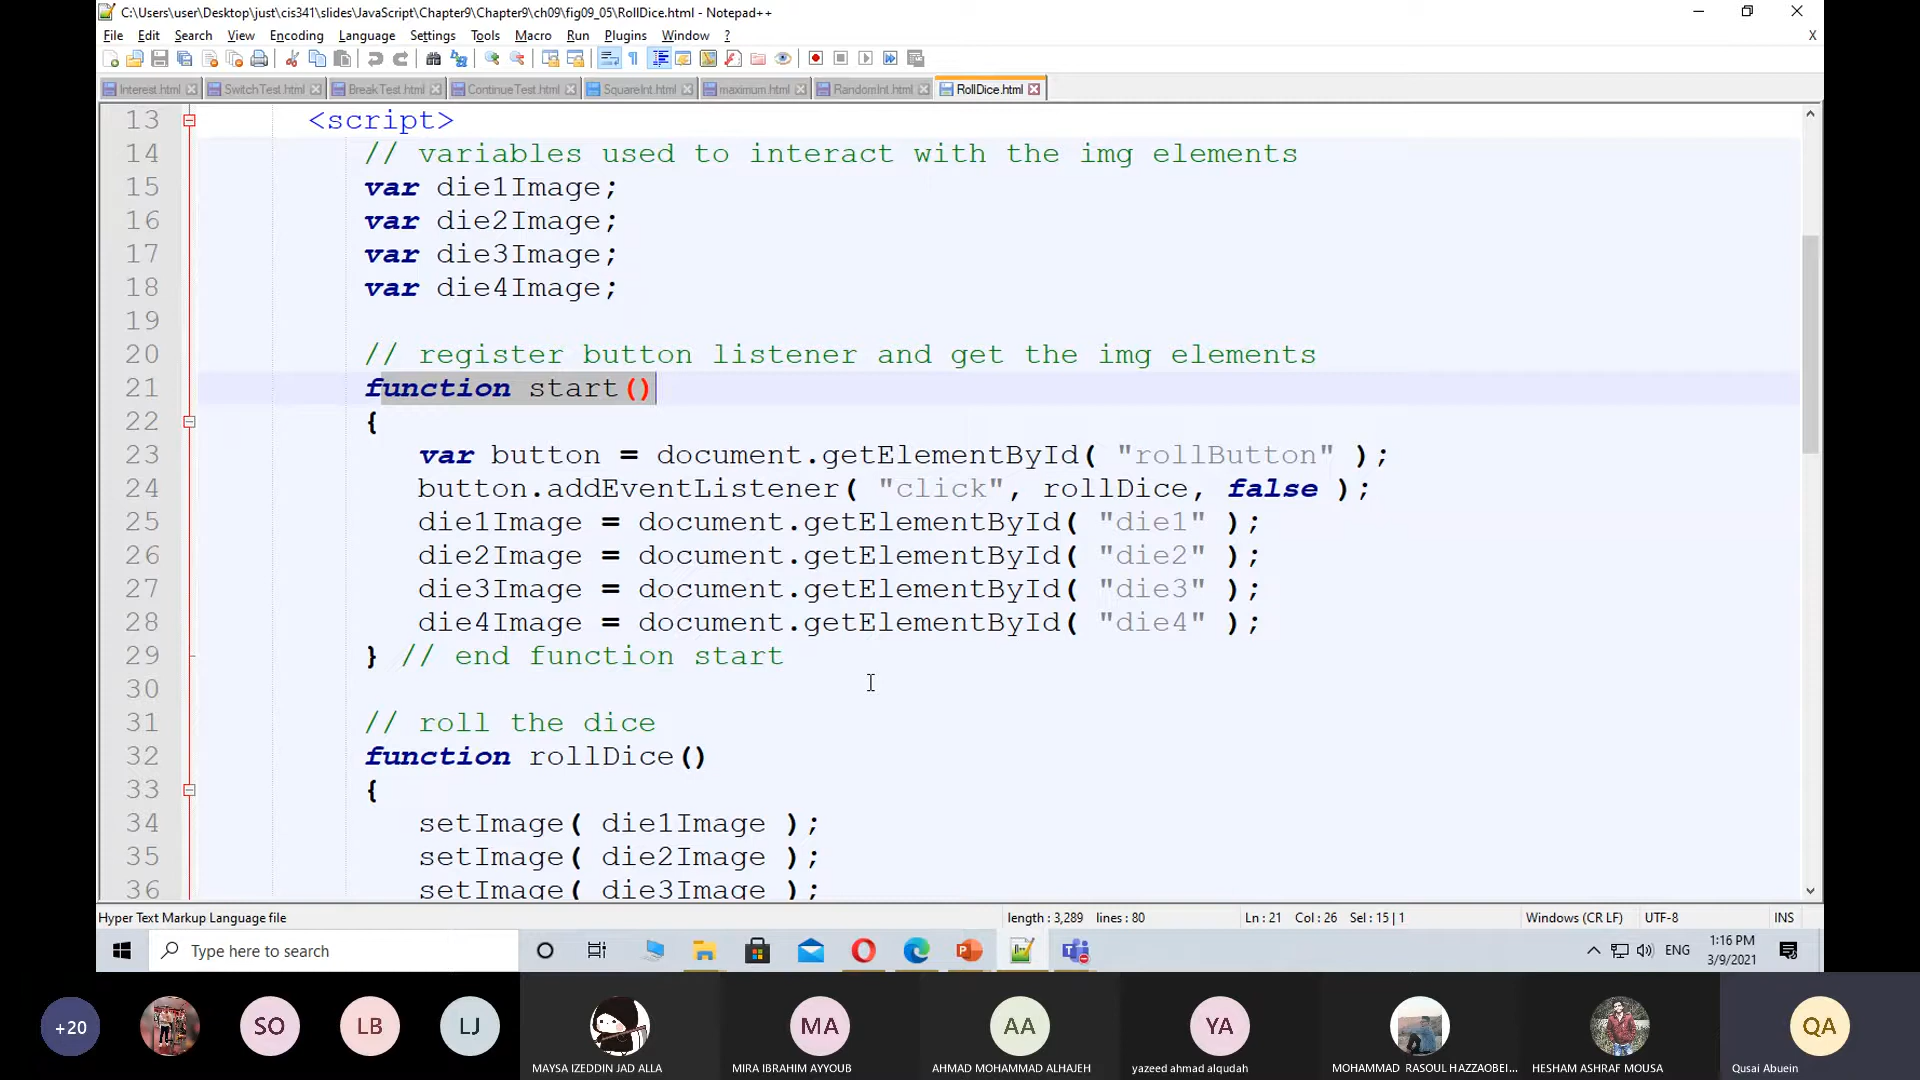 C:\Users\user\Desktop\just\cis341\slides\JavaScript\Chapter9\Chapter9\ch09\fig09_05\RollDice.html - Notepad++
File Edit Search View Encoding Language Settings Tools Macro Run Plugins Window ? X
Interest.html SwitchTest.html BreakTest.html ContinueTest.html SquareInt.html maximum.html RandomInt.html RollDice.html
13 <script>
14 // variables used to interact with the img elements
15 var die1Image;
16 var die2Image;
17 var die3Image;
18 var die4Image;
19
20 // register button listener and get the img elements
21 function start()
22 {
23 var button = document.getElementById( "rollButton" );
24 button.addEventListener( "click", rollDice, false );
25 die1Image = document.getElementById( "die1" );
26 die2Image = document.getElementById( "die2" );
27 die3Image = document.getElementById( "die3" );
28 die4Image = document.getElementById( "die4" );
29 } // end function start
30
31 // roll the dice
32 function rollDice()
33 {
34 setImage( die1Image );
35 setImage( die2Image );
36 setImage( die3Image );
Hyper Text Markup Language file length : 3,289 lines : 80 Ln : 21 Col : 26 Sel : 15 | 1 Windows (CR LF) UTF-8 INS
Type here to search ENG 1:16 PM
3/9/2021
+20 SO LB LJ MA AA YA QA
MAYSA IZEDDIN JAD ALLA MIRA IBRAHIM AYYOUB AHMAD MOHAMMAD ALHAJEH yazeed ahmad alqudah MOHAMMAD RASOUL HAZZAOBEI... HESHAM ASHRAF MOUSA Qusai Abuein